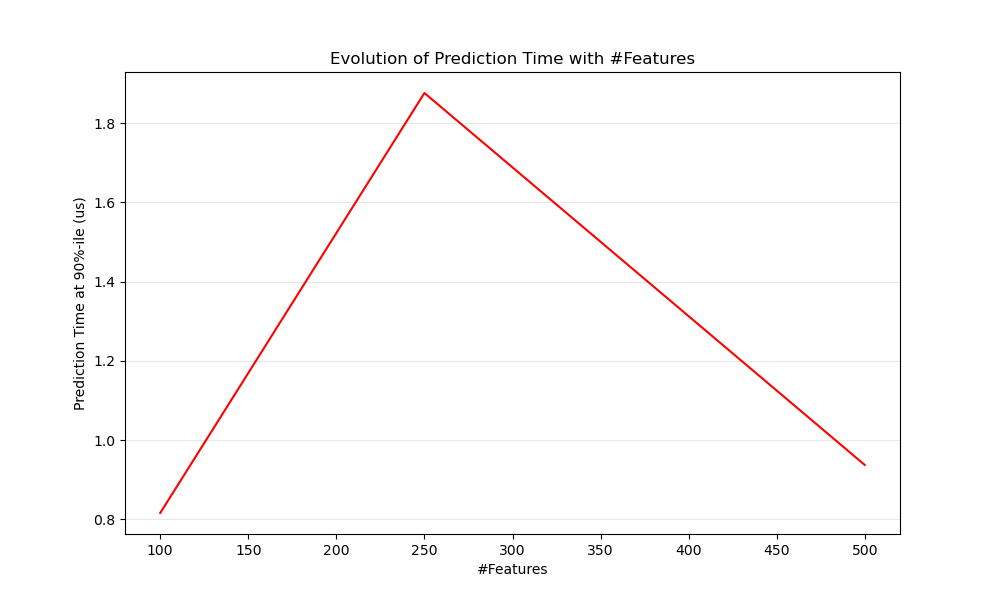 Evolution of Prediction Time with #Features
Prediction Time at 90%-ile (us)
1.8
1.6
1.4
1.2
1.0
0.8
100 150 200 250 300 350 400 450 500
#Features